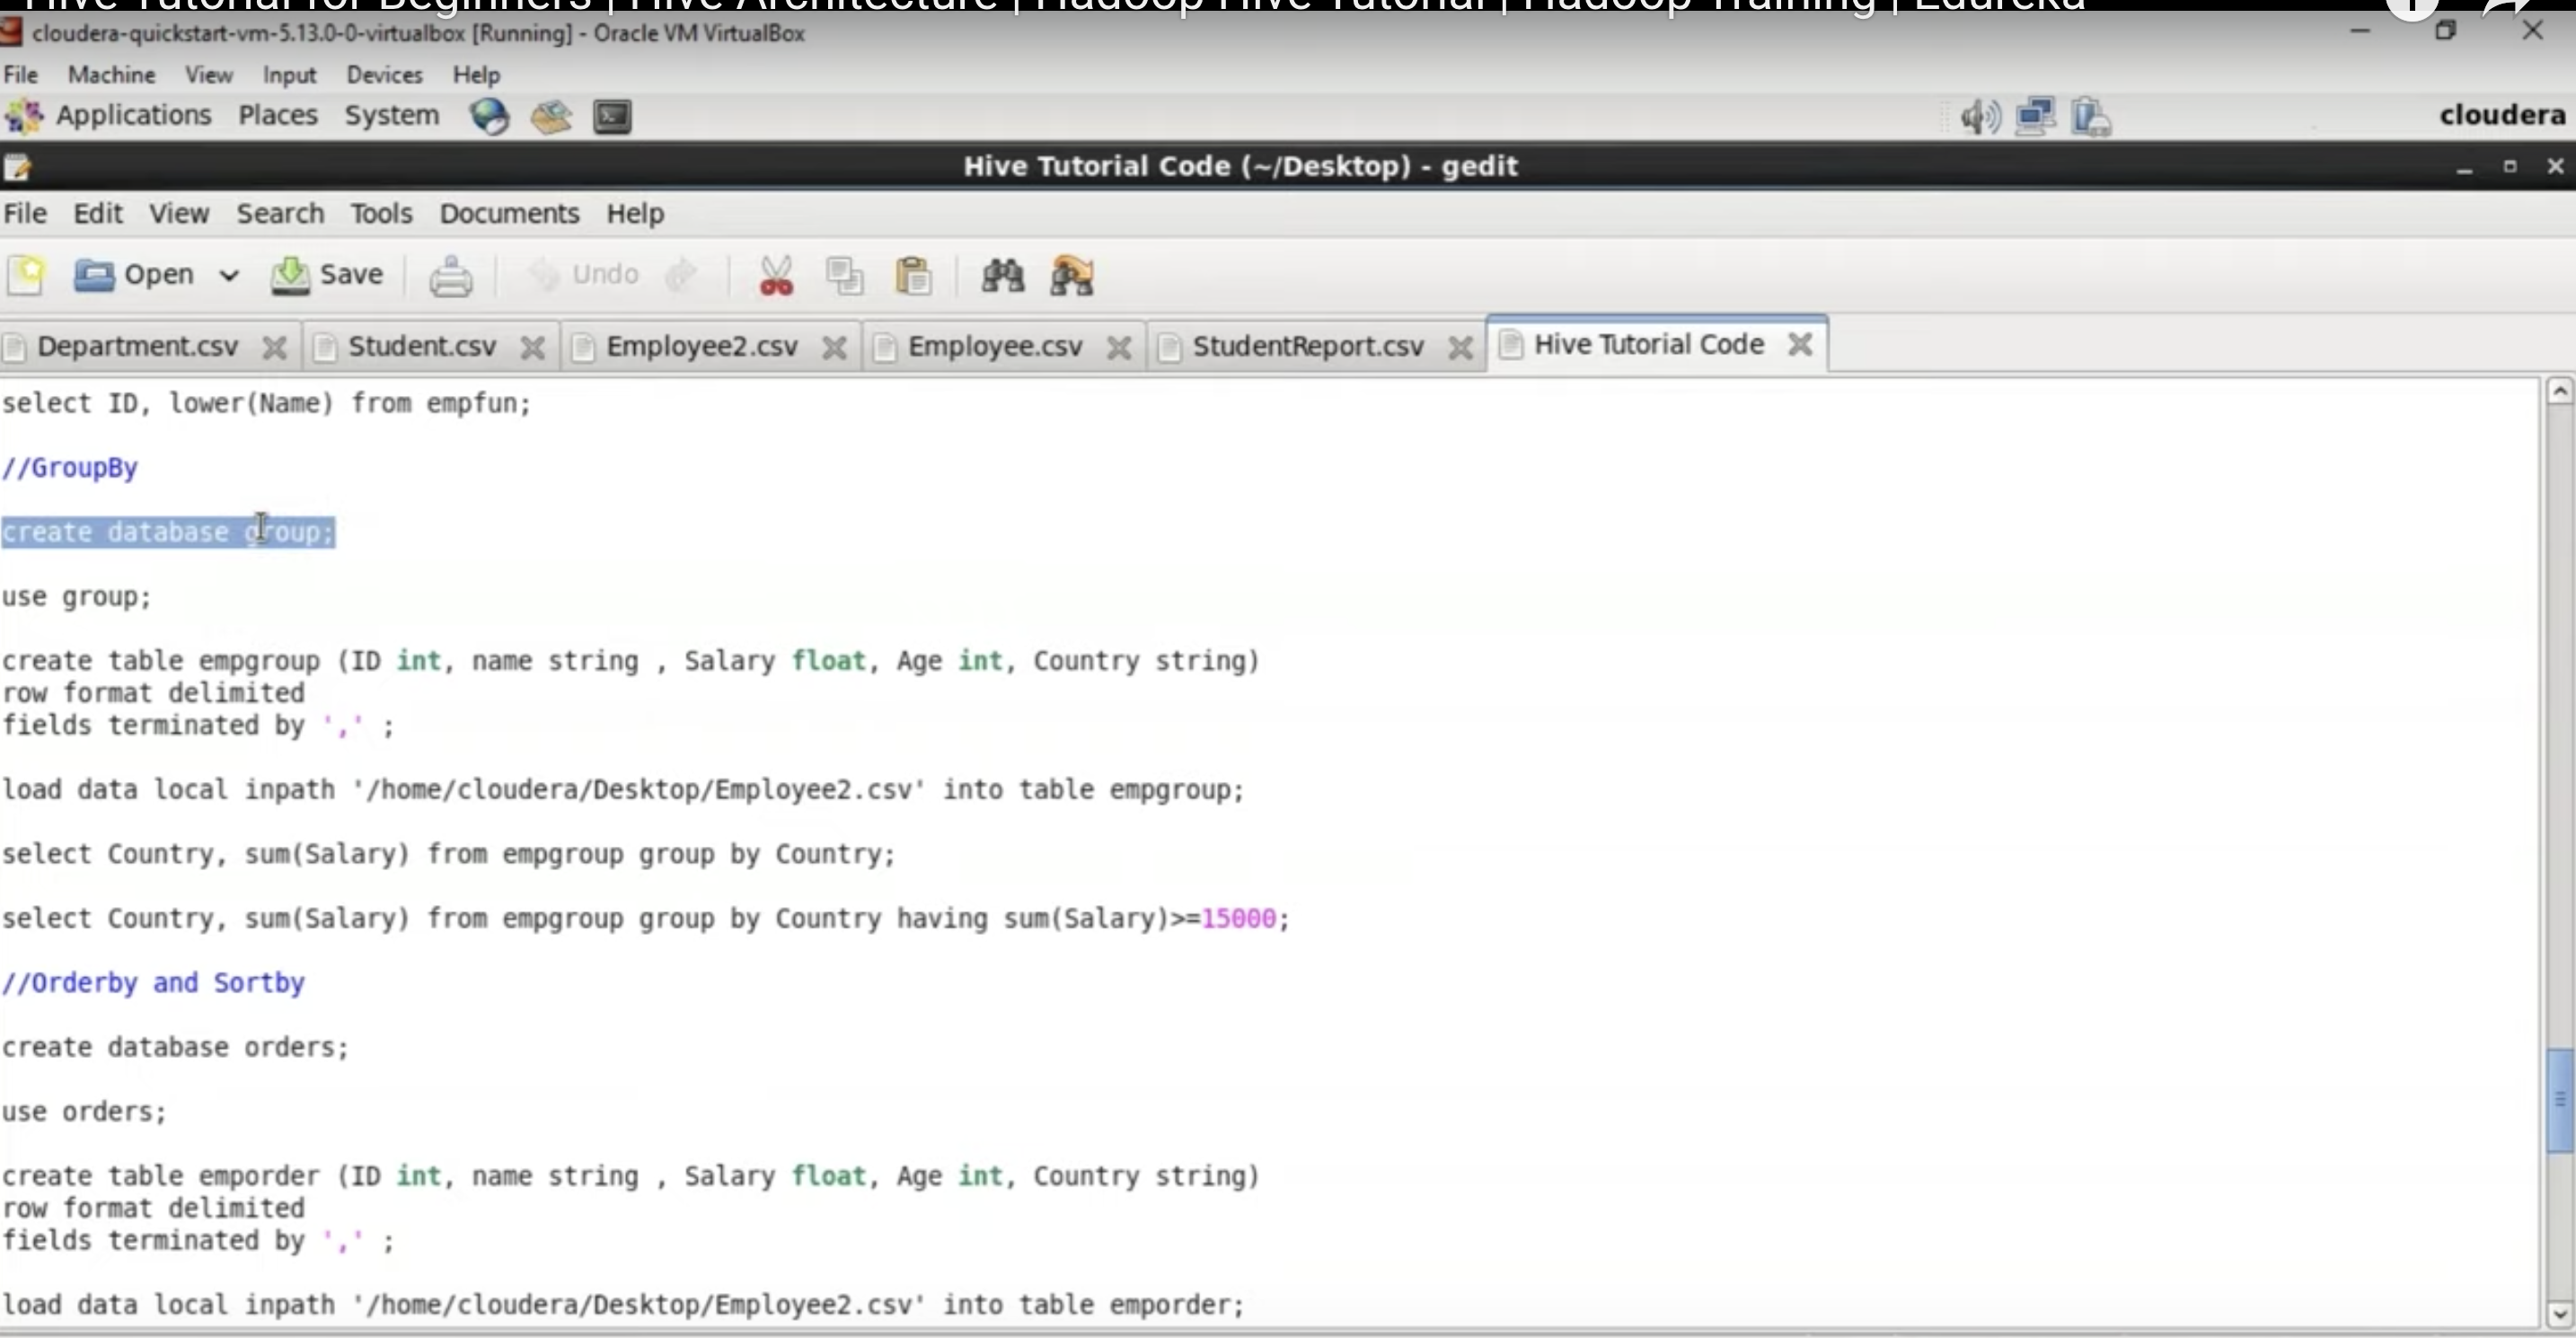 Hive Tutorial for Beginners | Hive Architecture | Hadoop Hive Tutorial | Hadoop Training | Edureka
cloudera-quickstart-vm-5.13.0-0-virtualbox [Running] - Oracle VM VirtualBox
File Machine View Input Devices Help
Applications Places System cloudera
Hive Tutorial Code (~/Desktop) - gedit
File Edit View Search Tools Documents Help
Open Save Undo
Department.csv Student.csv Employee2.csv Employee.csv StudentReport.csv Hive Tutorial Code
select ID, lower(Name) from empfun;
//GroupBy
create database group;
use group;
create table empgroup (ID int, name string , Salary float, Age int, Country string)
row format delimited
fields terminated by ',' ;
load data local inpath '/home/cloudera/Desktop/Employee2.csv' into table empgroup;
select Country, sum(Salary) from empgroup group by Country;
select Country, sum(Salary) from empgroup group by Country having sum(Salary)>=15000;
//Orderby and Sortby
create database orders;
use orders;
create table emporder (ID int, name string , Salary float, Age int, Country string)
row format delimited
fields terminated by ',' ;
load data local inpath '/home/cloudera/Desktop/Employee2.csv' into table emporder;